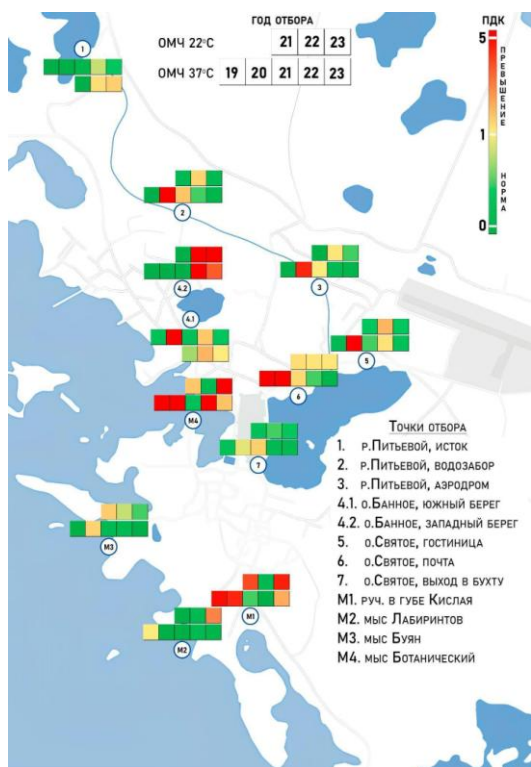 ГОД ОТБОРА
ОМЧ 22°С 21 22 23
ОМЧ 37°С 19 20 21 22 23
ПДК
5
ПРЕВЫШЕНИЕ
1
НОРМА
0
1
2
3
4.2
4.1
5
6
М4
7
М3
М1
М2
Точки отбора
1. р.Питьевой, исток
2. р.Питьевой, водозабор
3. р.Питьевой, аэродром
4.1. о.Банное, южный берег
4.2. о.Банное, западный берег
5. о.Святое, гостиница
6. о.Святое, почта
7. о.Святое, выход в бухту
М1. руч. в губе Кислая
М2. мыс Лабиринтов
М3. мыс Буян
М4. мыс Ботанический